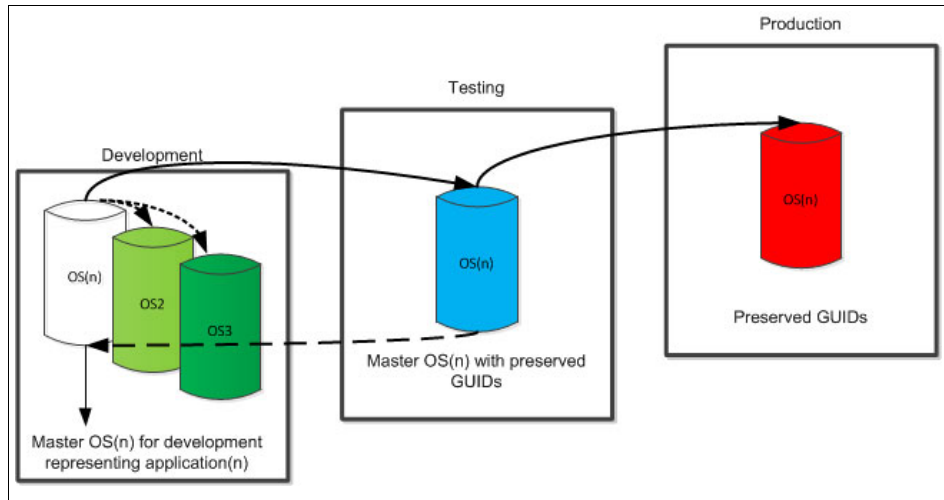 Production
Testing
Development
OS(n)
OS2
OS3
OS(n)
OS(n)
Master OS(n) for development
representing application(n)
Master OS(n) with preserved
GUIDs
Preserved GUIDs